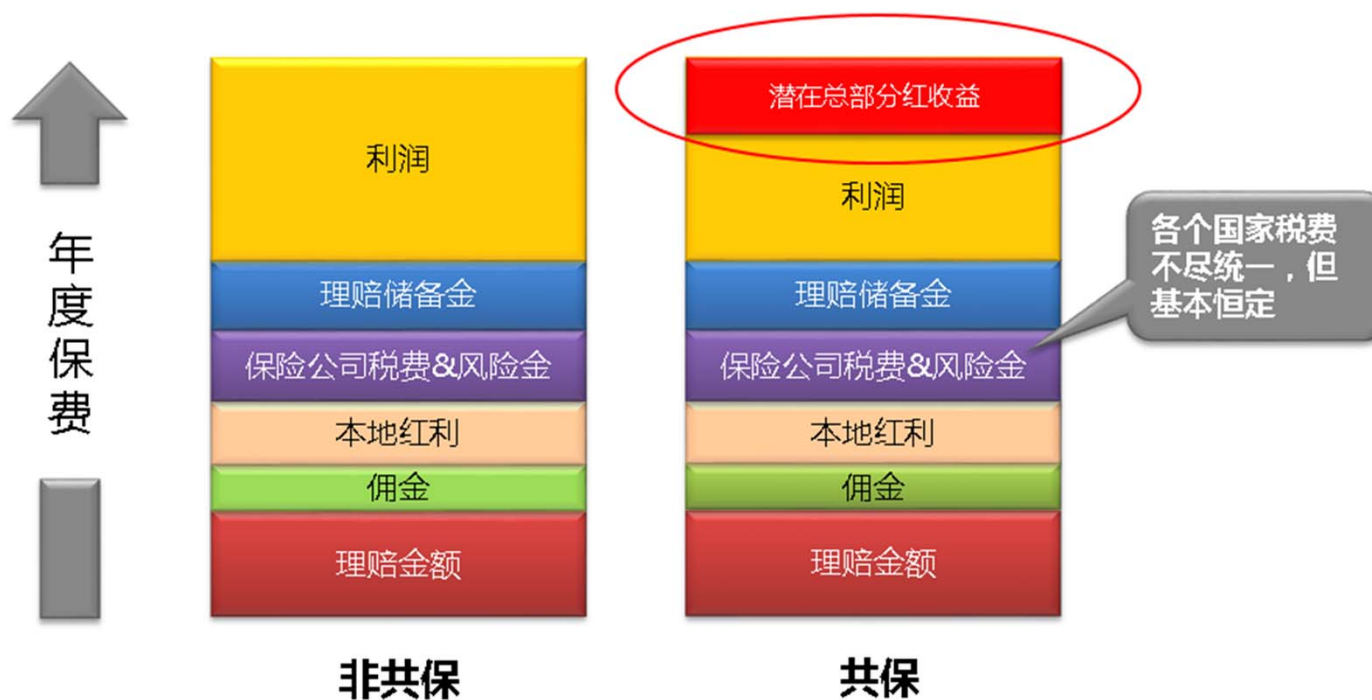 年度保费
利润
理赔储备金
保险公司税费&风险金
本地红利
佣金
理赔金额
非共保
潜在总部分红收益
利润
理赔储备金
保险公司税费&风险金
本地红利
佣金
理赔金额
共保
各个国家税费
不尽统一，但
基本恒定